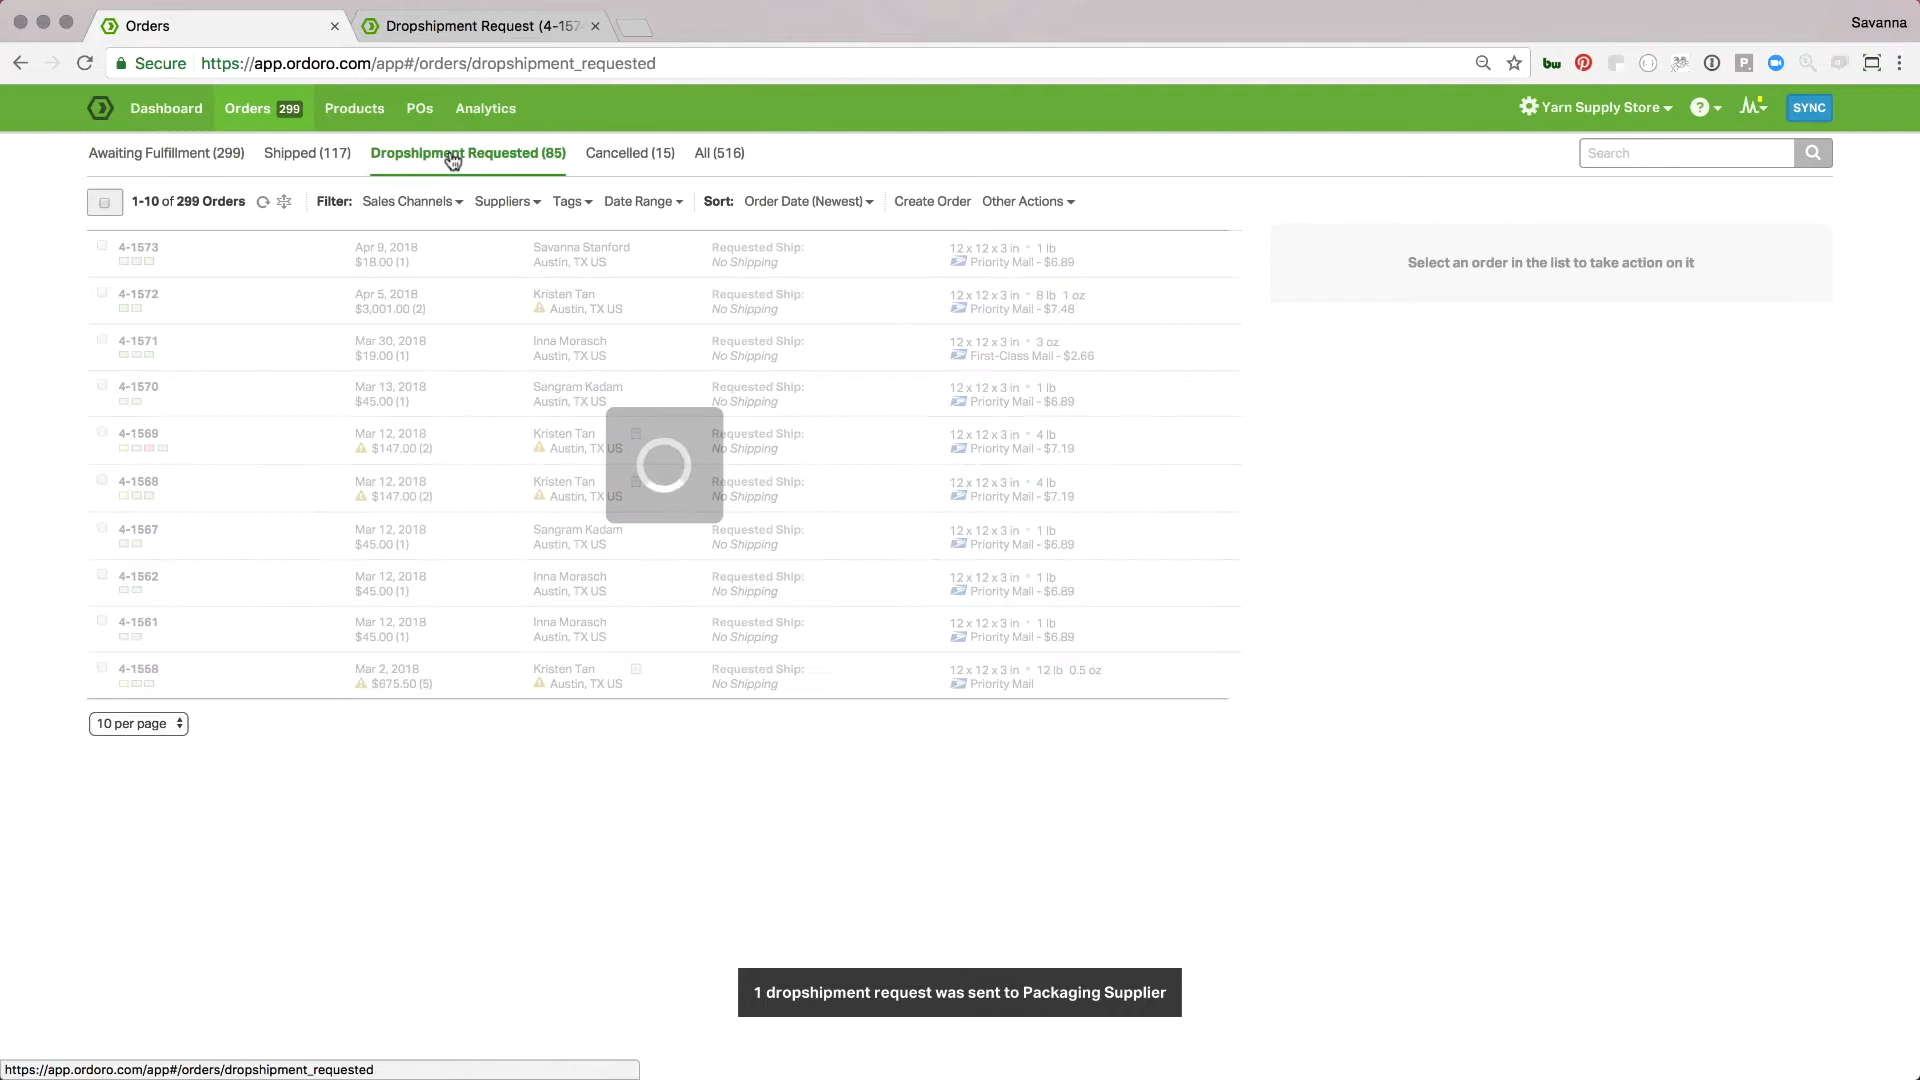 Orders
Dropshipment Request (4-157
Savanna
Secure https://app.ordoro.com/app#/orders/dropshipment_requested
Dashboard Orders 299 Products POs Analytics
Yarn Supply Store
SYNC
Awaiting Fulfillment (299) Shipped (117) Dropshipment Requested (85) Cancelled (15) All (516)
Search
1-10 of 299 Orders Filter: Sales Channels Suppliers Tags Date Range Sort: Order Date (Newest) Create Order Other Actions
Select an order in the list to take action on it
4-1573 Apr 9, 2018 Savanna Stanford Requested Ship: 12 x 12 x 3 in • 1 lb
$18.00 (1) Austin, TX US No Shipping Priority Mail - $6.89
4-1572 Apr 5, 2018 Kristen Tan Requested Ship: 12 x 12 x 3 in • 8 lb 1 oz
$3,001.00 (2) Austin, TX US No Shipping Priority Mail - $7.48
4-1571 Mar 30, 2018 Inna Morasch Requested Ship: 12 x 12 x 3 in • 3 oz
$19.00 (1) Austin, TX US No Shipping First-Class Mail - $2.66
4-1570 Mar 13, 2018 Sangram Kadam Requested Ship: 12 x 12 x 3 in • 1 lb
$45.00 (1) Austin, TX US No Shipping Priority Mail - $6.89
4-1569 Mar 12, 2018 Kristen Tan Requested Ship: 12 x 12 x 3 in • 4 lb
$147.00 (2) Austin, TX US No Shipping Priority Mail - $7.19
4-1568 Mar 12, 2018 Kristen Tan Requested Ship: 12 x 12 x 3 in • 4 lb
$147.00 (2) Austin, TX US No Shipping Priority Mail - $7.19
4-1567 Mar 12, 2018 Sangram Kadam Requested Ship: 12 x 12 x 3 in • 1 lb
$45.00 (1) Austin, TX US No Shipping Priority Mail - $6.89
4-1562 Mar 12, 2018 Inna Morasch Requested Ship: 12 x 12 x 3 in • 1 lb
$45.00 (1) Austin, TX US No Shipping Priority Mail - $6.89
4-1561 Mar 12, 2018 Inna Morasch Requested Ship: 12 x 12 x 3 in • 1 lb
$45.00 (1) Austin, TX US No Shipping Priority Mail - $6.89
4-1558 Mar 2, 2018 Kristen Tan Requested Ship: 12 x 12 x 3 in • 12 lb 0.5 oz
$675.50 (5) Austin, TX US No Shipping Priority Mail
10 per page
1 dropshipment request was sent to Packaging Supplier
https://app.ordoro.com/app#/orders/dropshipment_requested